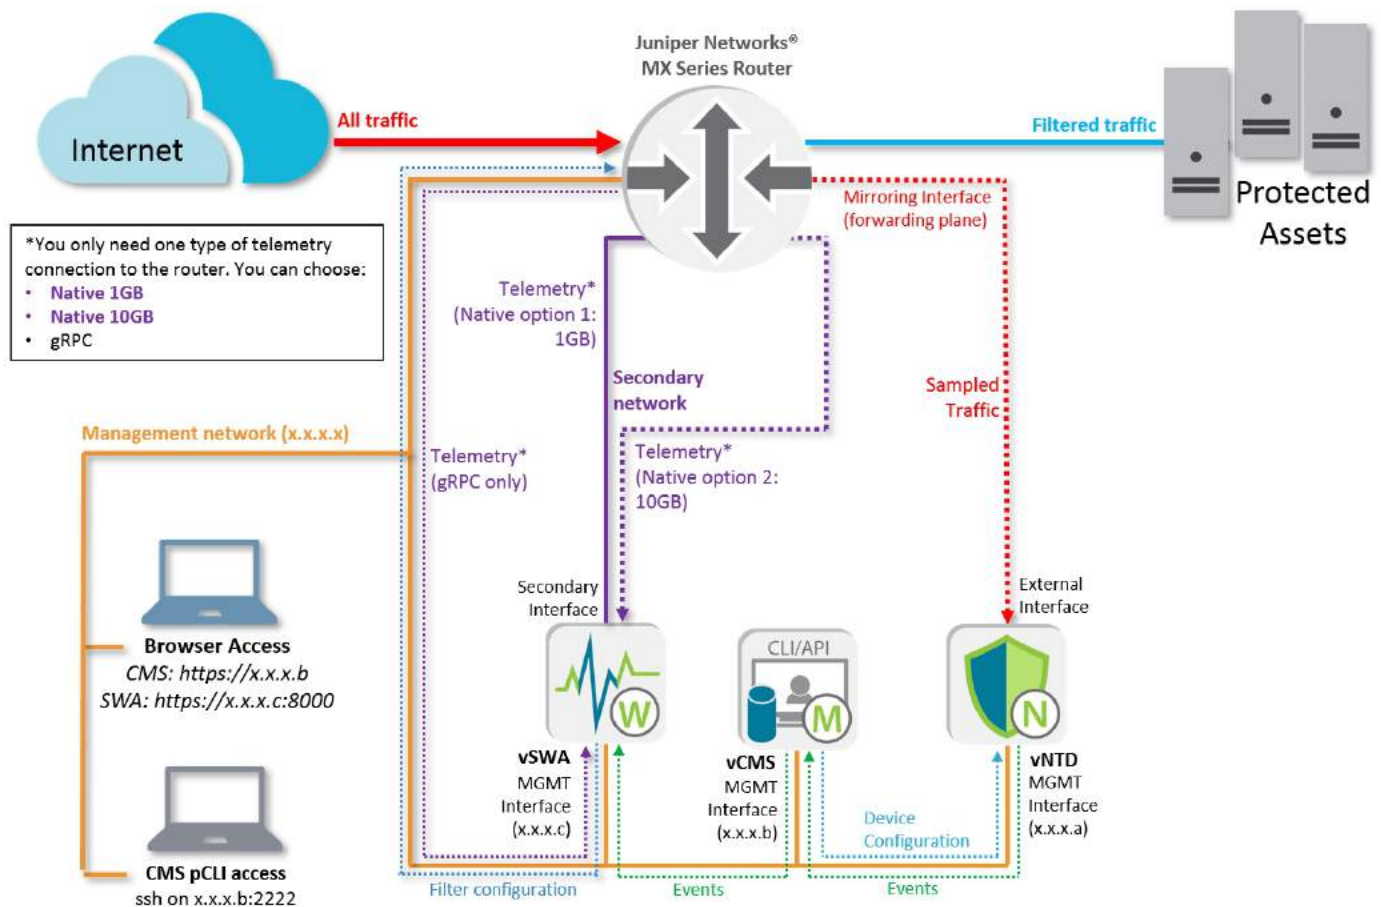 Juniper Networks®
MX Series Router
All traffic
Filtered traffic
Internet
Mirroring Interface
(forwarding plane)
Protected
Assets
*You only need one type of telemetry
connection to the router. You can choose:
• Native 1GB
• Native 10GB
• gRPC
Telemetry*
(Native option 1:
1GB)
Secondary
network
Sampled
Traffic
Management network (x.x.x.x)
Telemetry*
(gRPC only)
Telemetry*
(Native option 2:
10GB)
Secondary
Interface
External
Interface
Browser Access
CMS: https://x.x.x.b
SWA: https://x.x.x.c:8000
W
CLI/API
M
N
vSWA
MGMT
Interface
(x.x.x.c)
vCMS
MGMT
Interface
(x.x.x.b)
vNTD
MGMT
Interface
(x.x.x.a)
Device
Configuration
CMS pCLI access
ssh on x.x.x.b:2222
Filter configuration
Events
Events